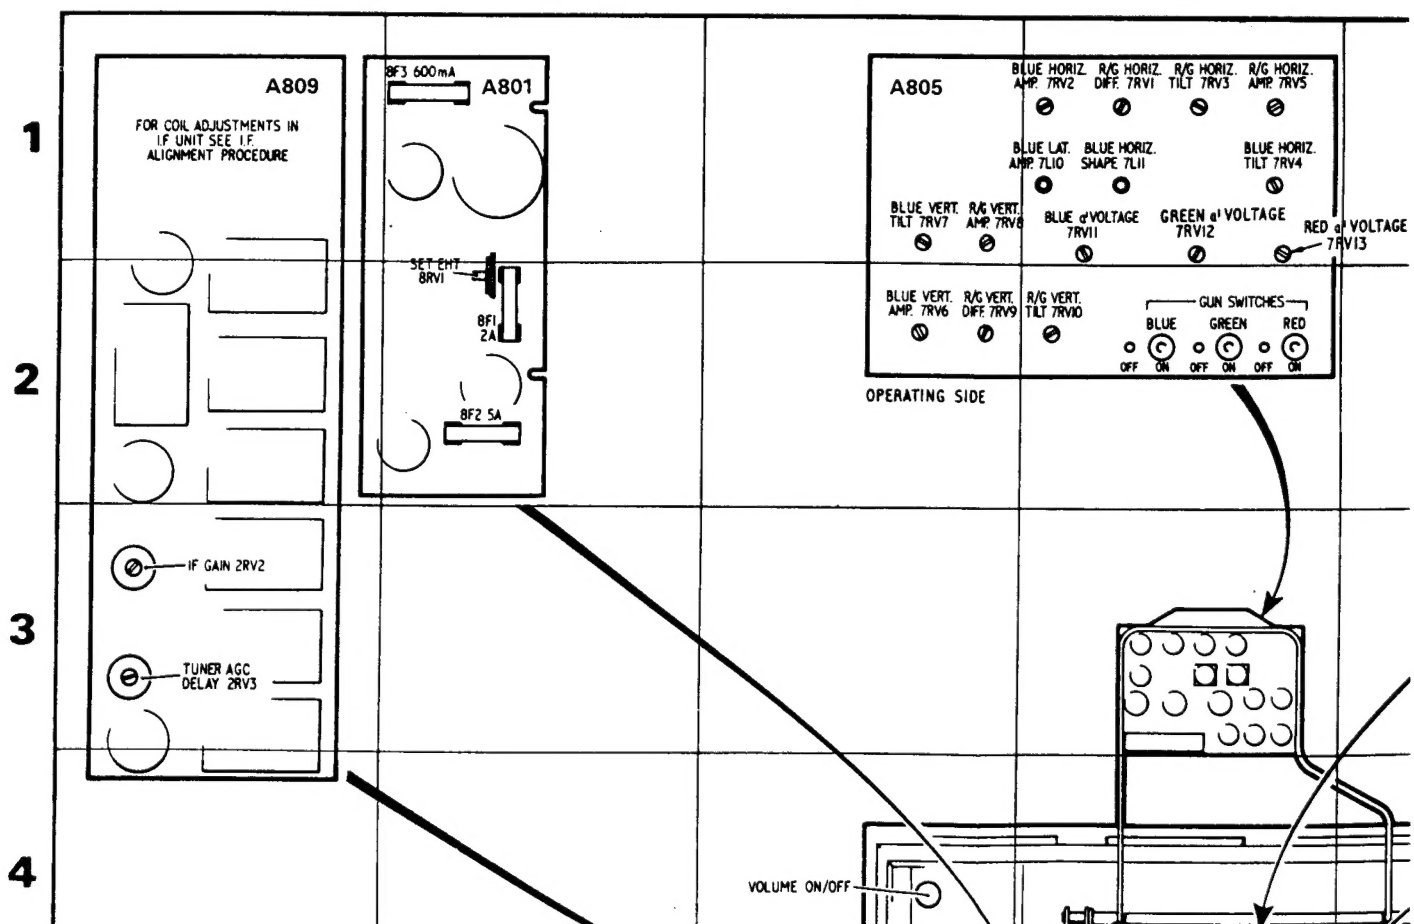 1
2
3
4
A809
FOR COIL ADJUSTMENTS IN
I.F UNIT SEE I.F.
ALIGNMENT PROCEDURE
IF GAIN 2RV2
TUNER AGC
DELAY 2RV3
8F3 600mA
A801
SET EHT
8RV1
8F1
2A
8F2 5A
A805
BLUE HORIZ.
AMP. 7RV2
R/G HORIZ.
DIFF. 7RV1
R/G HORIZ.
TILT 7RV3
R/G HORIZ.
AMP. 7RV5
BLUE LAT.
AMP. 7L10
BLUE HORIZ.
SHAPE 7L11
BLUE HORIZ.
TILT 7RV4
BLUE VERT.
TILT 7RV7
R/G VERT.
AMP. 7RV8
BLUE a' VOLTAGE
7RV11
GREEN a' VOLTAGE
7RV12
RED a' VOLTAGE
7RV13
BLUE VERT.
AMP. 7RV6
R/G VERT.
DIFF. 7RV9
R/G VERT.
TILT 7RV10
GUN SWITCHES
BLUE
GREEN
RED
OFF ON OFF ON OFF ON
OPERATING SIDE
VOLUME ON/OFF